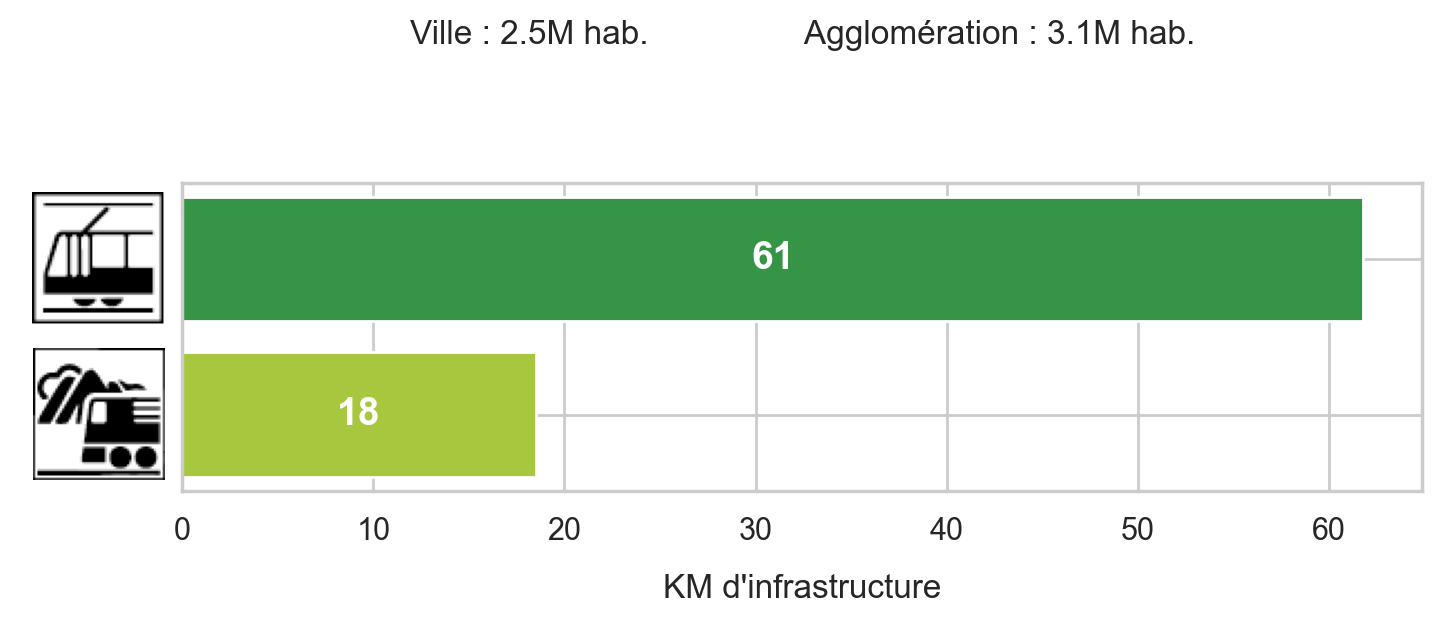 Ville : 2.5M hab. Agglomération : 3.1M hab.
61
18
0 10 20 30 40 50 60
KM d'infrastructure